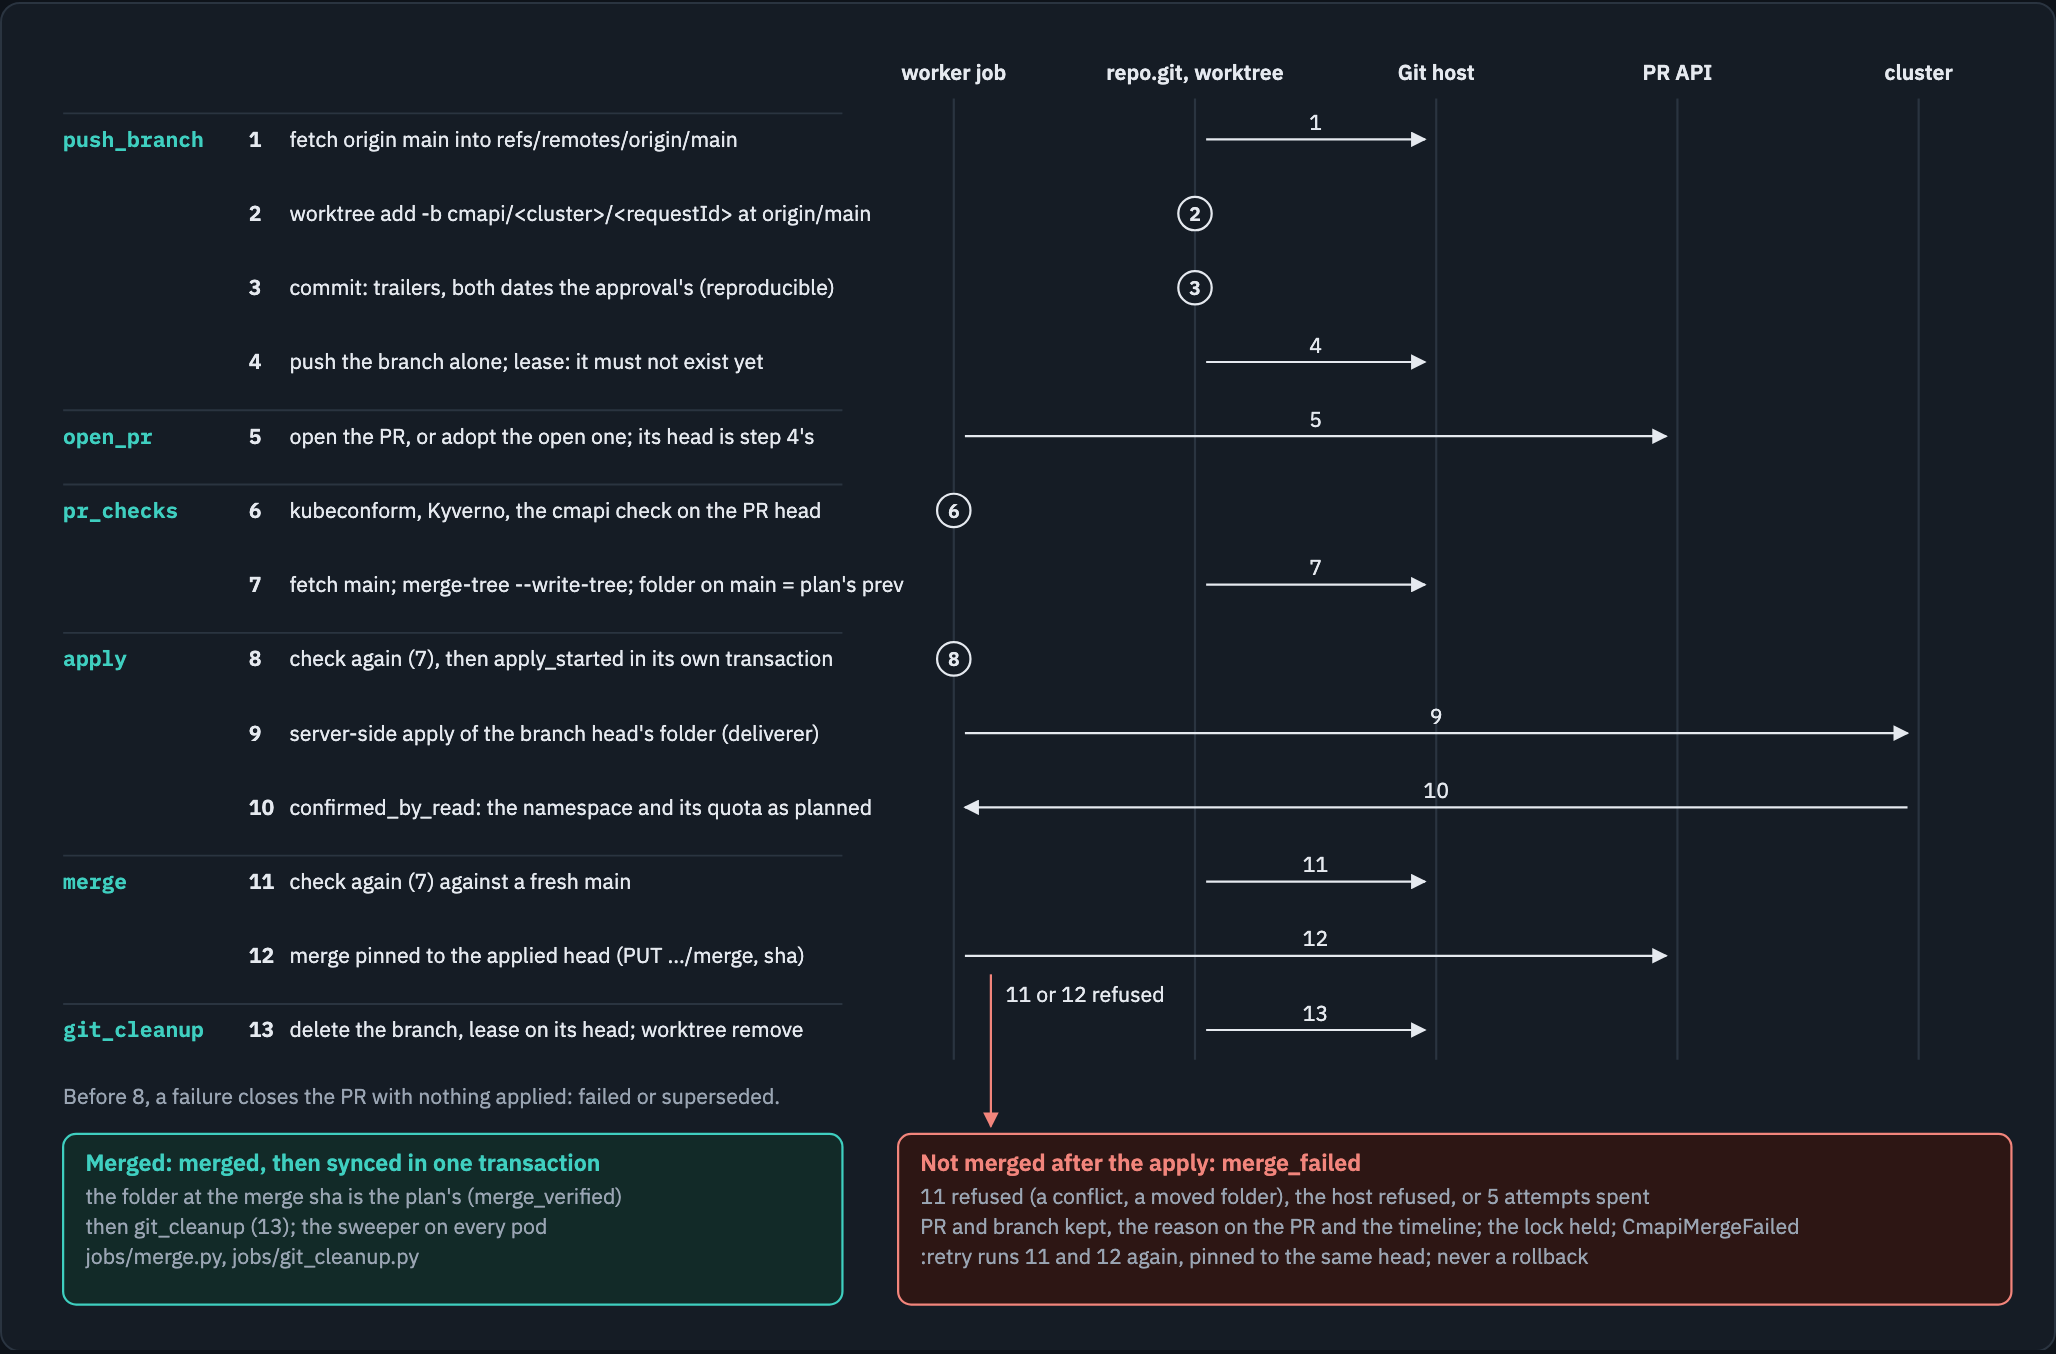 worker job repo.git, worktree Git host PR API cluster
push_branch 1 fetch origin main into refs/remotes/origin/main 1
2 worktree add -b cmapi/<cluster>/<requestId> at origin/main 2
3 commit: trailers, both dates the approval's (reproducible) 3
4 push the branch alone; lease: it must not exist yet 4
open_pr 5 open the PR, or adopt the open one; its head is step 4's 5
pr_checks 6 kubeconform, Kyverno, the cmapi check on the PR head 6
7 fetch main; merge-tree --write-tree; folder on main = plan's prev 7
apply 8 check again (7), then apply_started in its own transaction 8
9 server-side apply of the branch head's folder (deliverer) 9
10 confirmed_by_read: the namespace and its quota as planned 10
merge 11 check again (7) against a fresh main 11
12 merge pinned to the applied head (PUT .../merge, sha) 12
11 or 12 refused
git_cleanup 13 delete the branch, lease on its head; worktree remove 13
Before 8, a failure closes the PR with nothing applied: failed or superseded.
Merged: merged, then synced in one transaction
the folder at the merge sha is the plan's (merge_verified)
then git_cleanup (13); the sweeper on every pod
jobs/merge.py, jobs/git_cleanup.py
Not merged after the apply: merge_failed
11 refused (a conflict, a moved folder), the host refused, or 5 attempts spent
PR and branch kept, the reason on the PR and the timeline; the lock held; CmapiMergeFailed
:retry runs 11 and 12 again, pinned to the same head; never a rollback